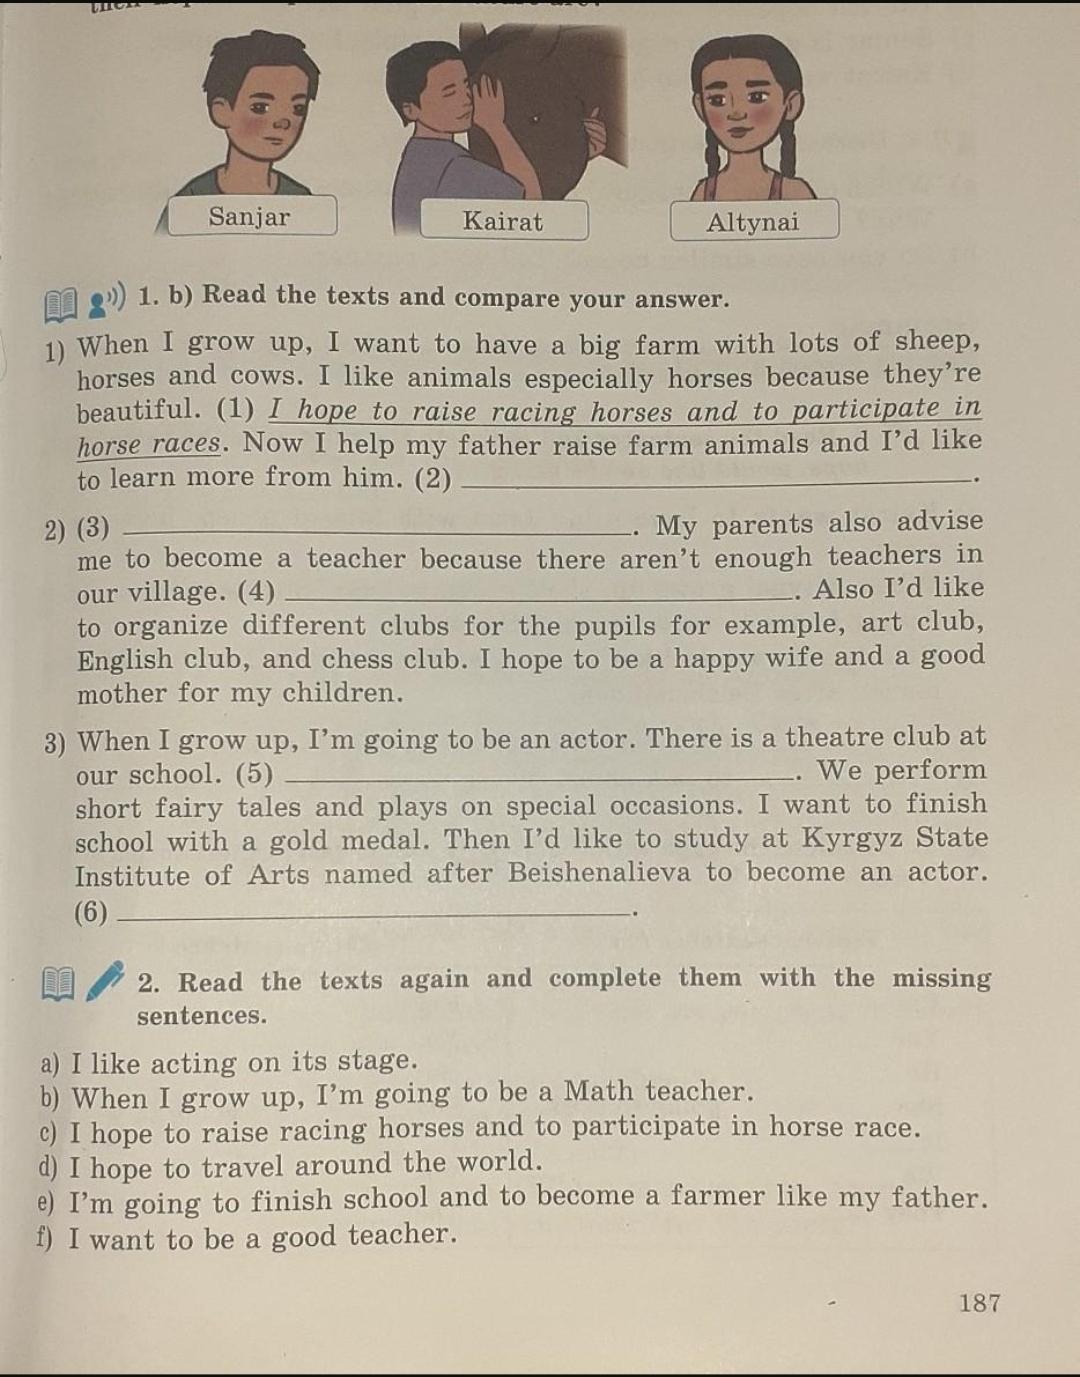 Sanjar
Kairat
Altynai
1. b) Read the texts and compare your answer.
1) When I grow up, I want to have a big farm with lots of sheep,
horses and cows. I like animals especially horses because they're
beautiful. (1) I hope to raise racing horses and to participate in
horse races. Now I help my father raise farm animals and I'd like
to learn more from him. (2) ____________________.
2) (3) ____________________. My parents also advise
me to become a teacher because there aren't enough teachers in
our village. (4) ____________________. Also I'd like
to organize different clubs for the pupils for example, art club,
English club, and chess club. I hope to be a happy wife and a good
mother for my children.
3) When I grow up, I'm going to be an actor. There is a theatre club at
our school. (5) ____________________. We perform
short fairy tales and plays on special occasions. I want to finish
school with a gold medal. Then I'd like to study at Kyrgyz State
Institute of Arts named after Beishenalieva to become an actor.
(6) ____________________.
2. Read the texts again and complete them with the missing
sentences.
a) I like acting on its stage.
b) When I grow up, I'm going to be a Math teacher.
c) I hope to raise racing horses and to participate in horse race.
d) I hope to travel around the world.
e) I'm going to finish school and to become a farmer like my father.
f) I want to be a good teacher.
187